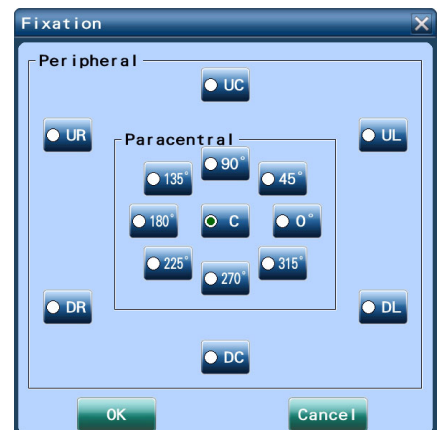 Fixation
Peripheral
UC
UR
UL
Paracentral
90°
135°
45°
180°
C
0°
225°
270°
315°
DR
DL
DC
OK
Cancel